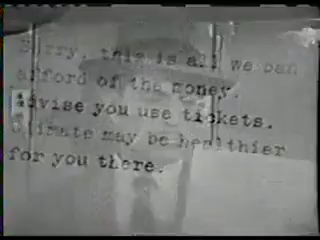 Sorry, this is all we can
afford of the money.
Advise you use tickets.
Climate may be healthier
for you there.